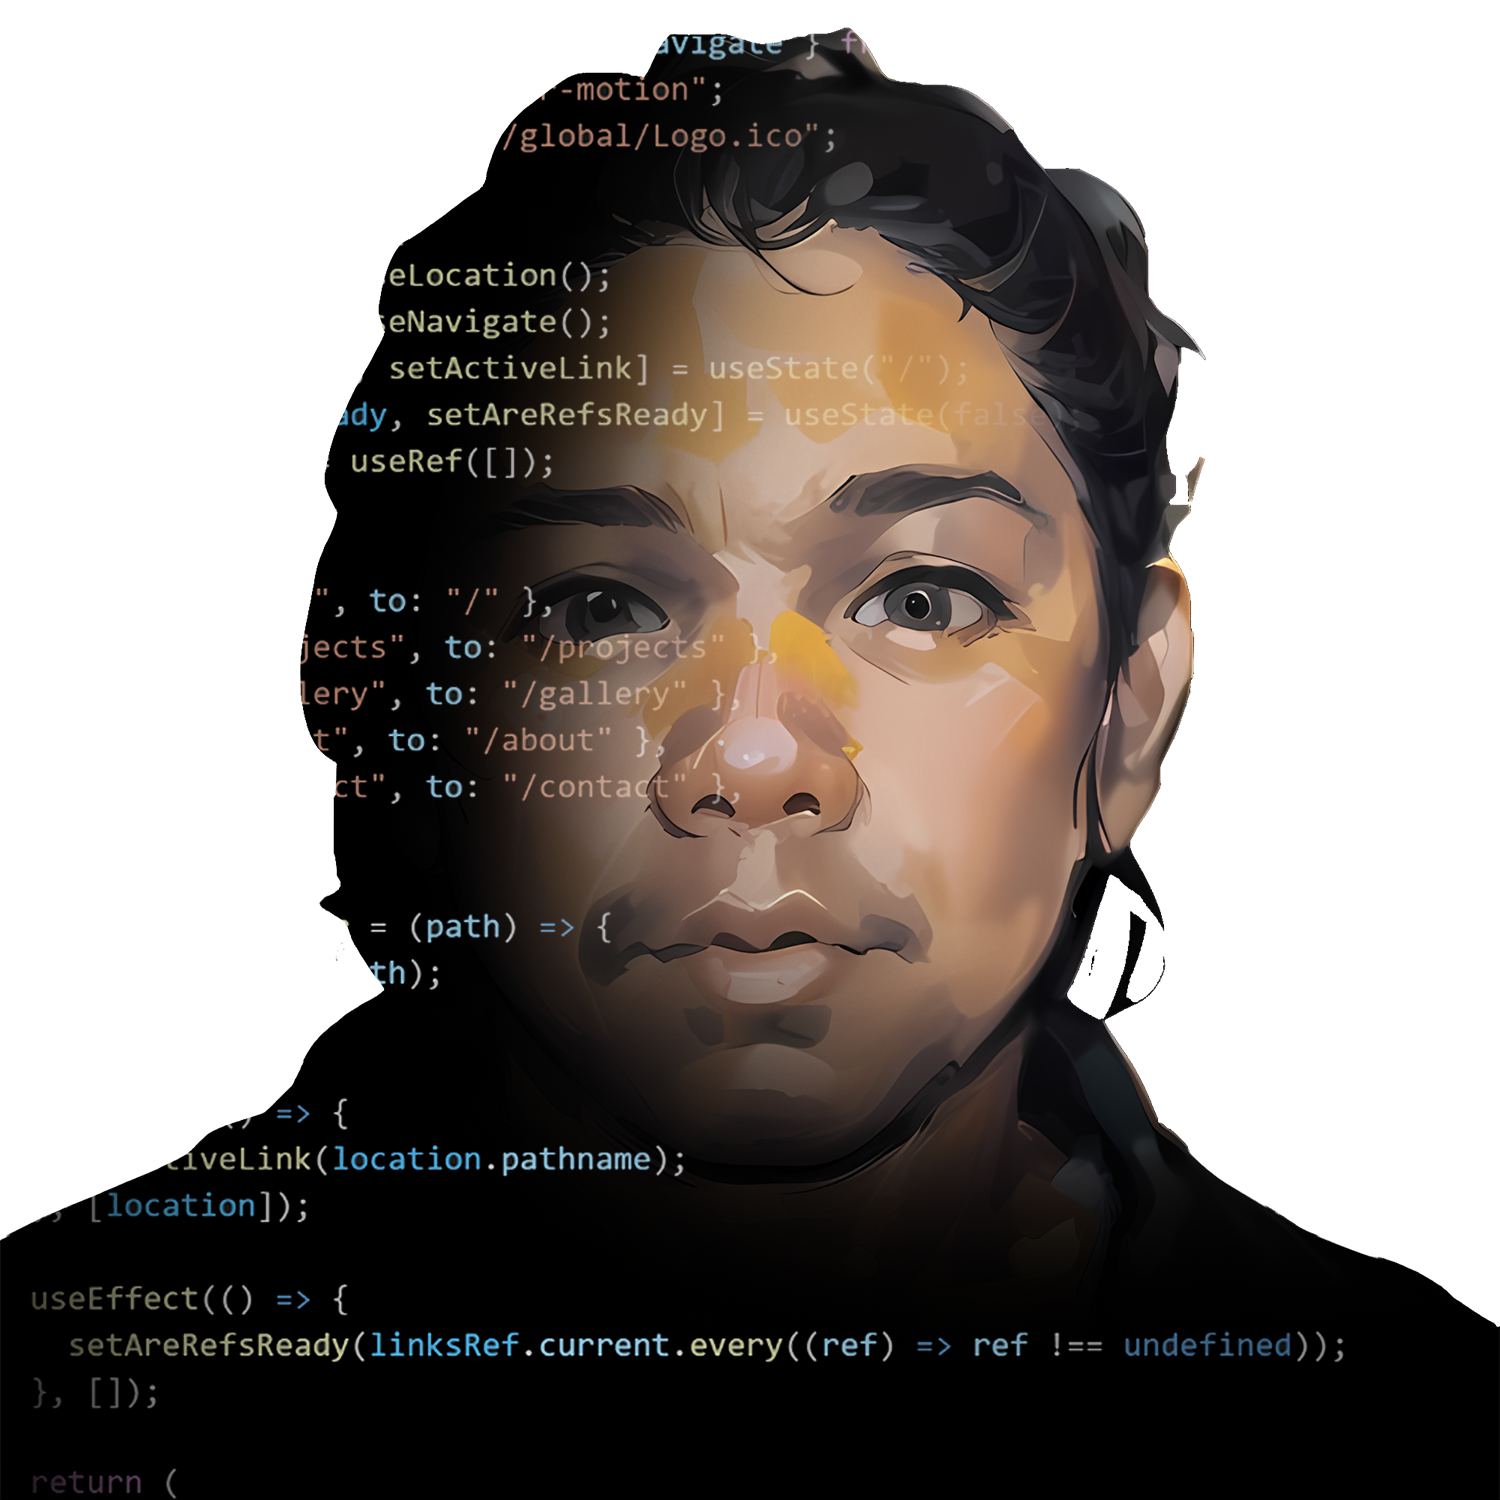 avigate } f
r-motion";
/global/Logo.ico";
eLocation();
seNavigate();
setActiveLink] = useState("/");
ady, setAreRefsReady] = useState(false);
useRef([]);
", to: "/" },
jects", to: "/projects" },
lery", to: "/gallery" },
t", to: "/about" },
ct", to: "/contact" },
= (path) => {
th);
) => {
tiveLink(location.pathname);
}, [location]);
useEffect(() => {
setAreRefsReady(linksRef.current.every((ref) => ref !== undefined));
}, []);
return (